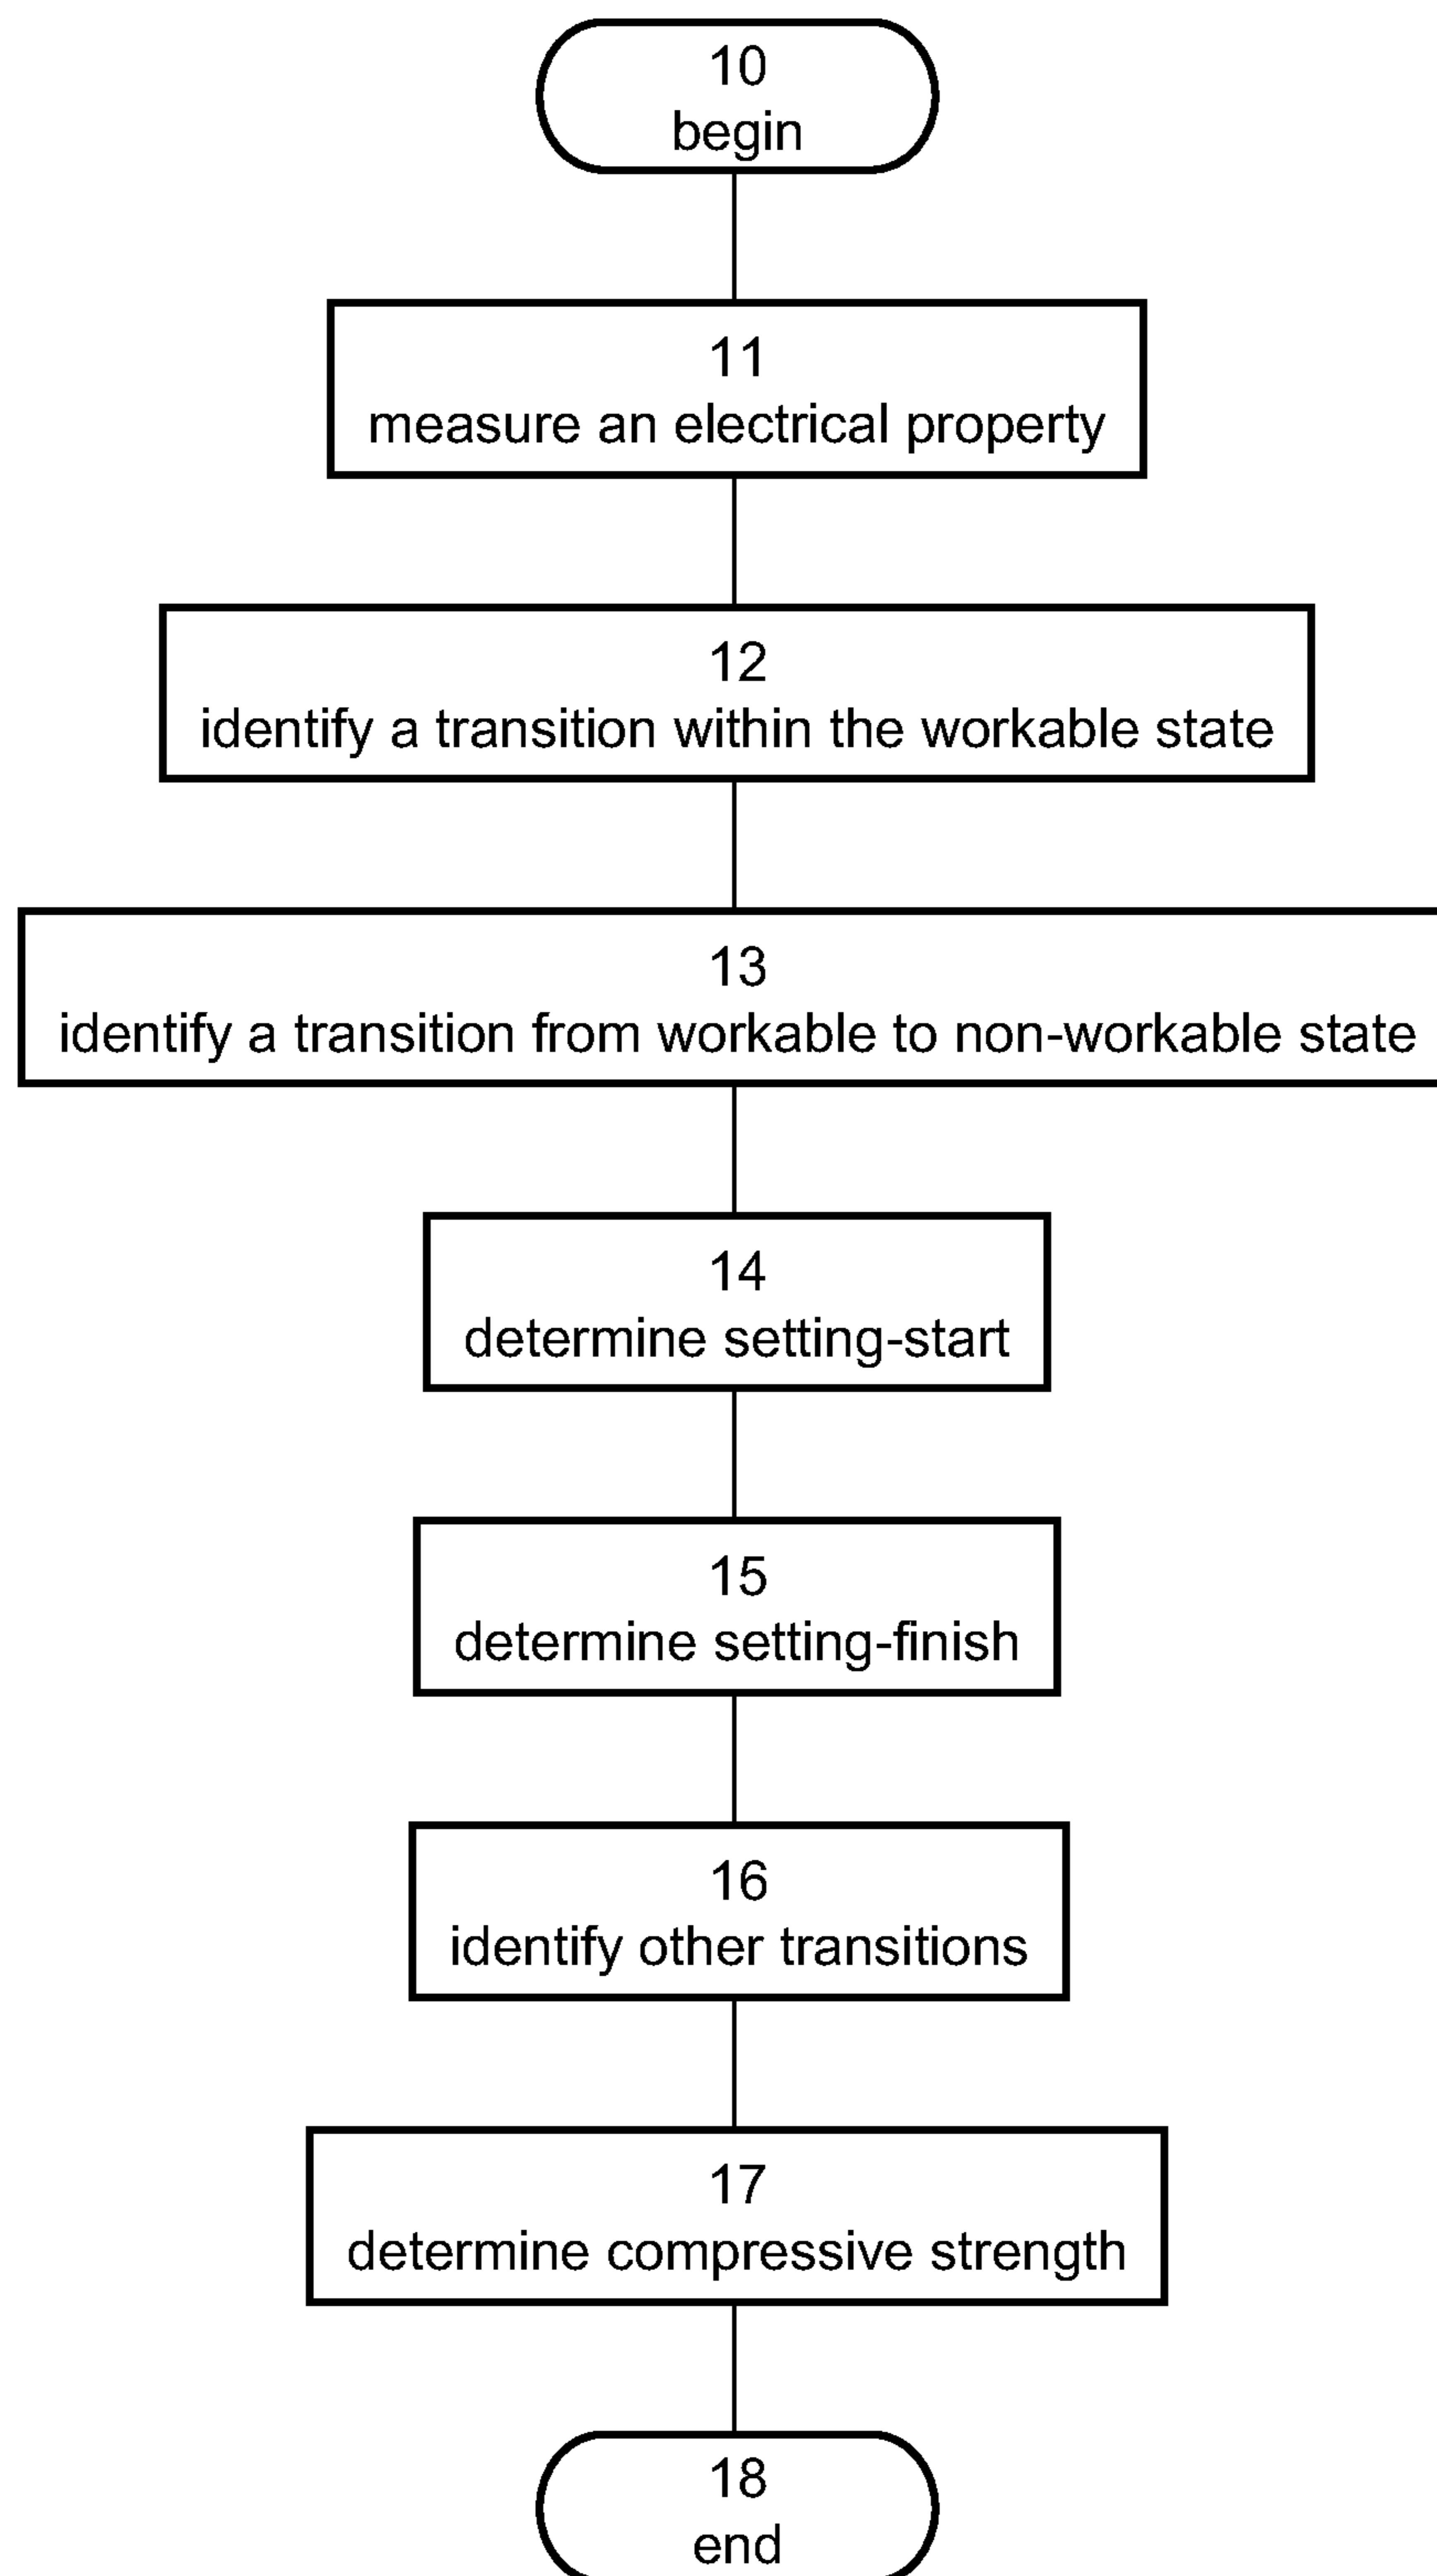 10
begin
11
measure an electrical property
12
identify a transition within the workable state
13
identify a transition from workable to non-workable state
14
determine setting-start
15
determine setting-finish
16
identify other transitions
17
determine compressive strength
18
end